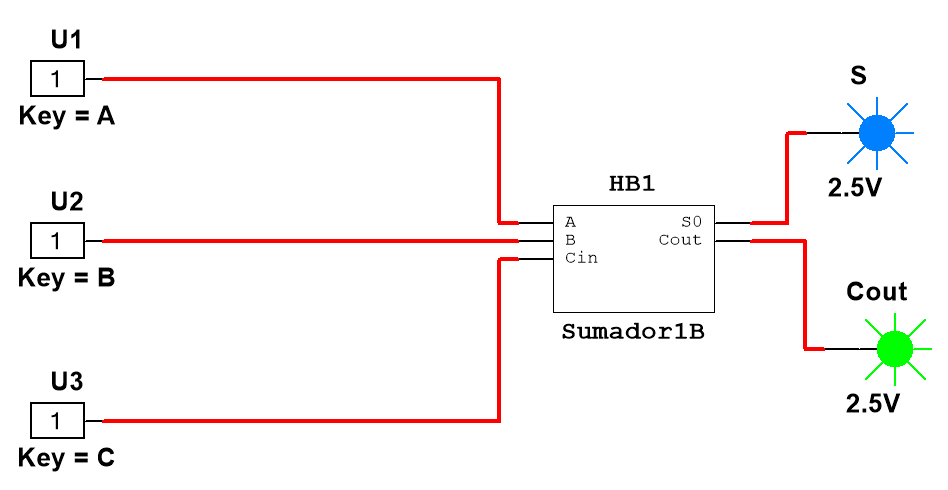 U1
1
Key = A
U2
1
Key = B
U3
1
Key = C
HB1
A
B
Cin
S0
Cout
Sumador1B
S
2.5V
Cout
2.5V